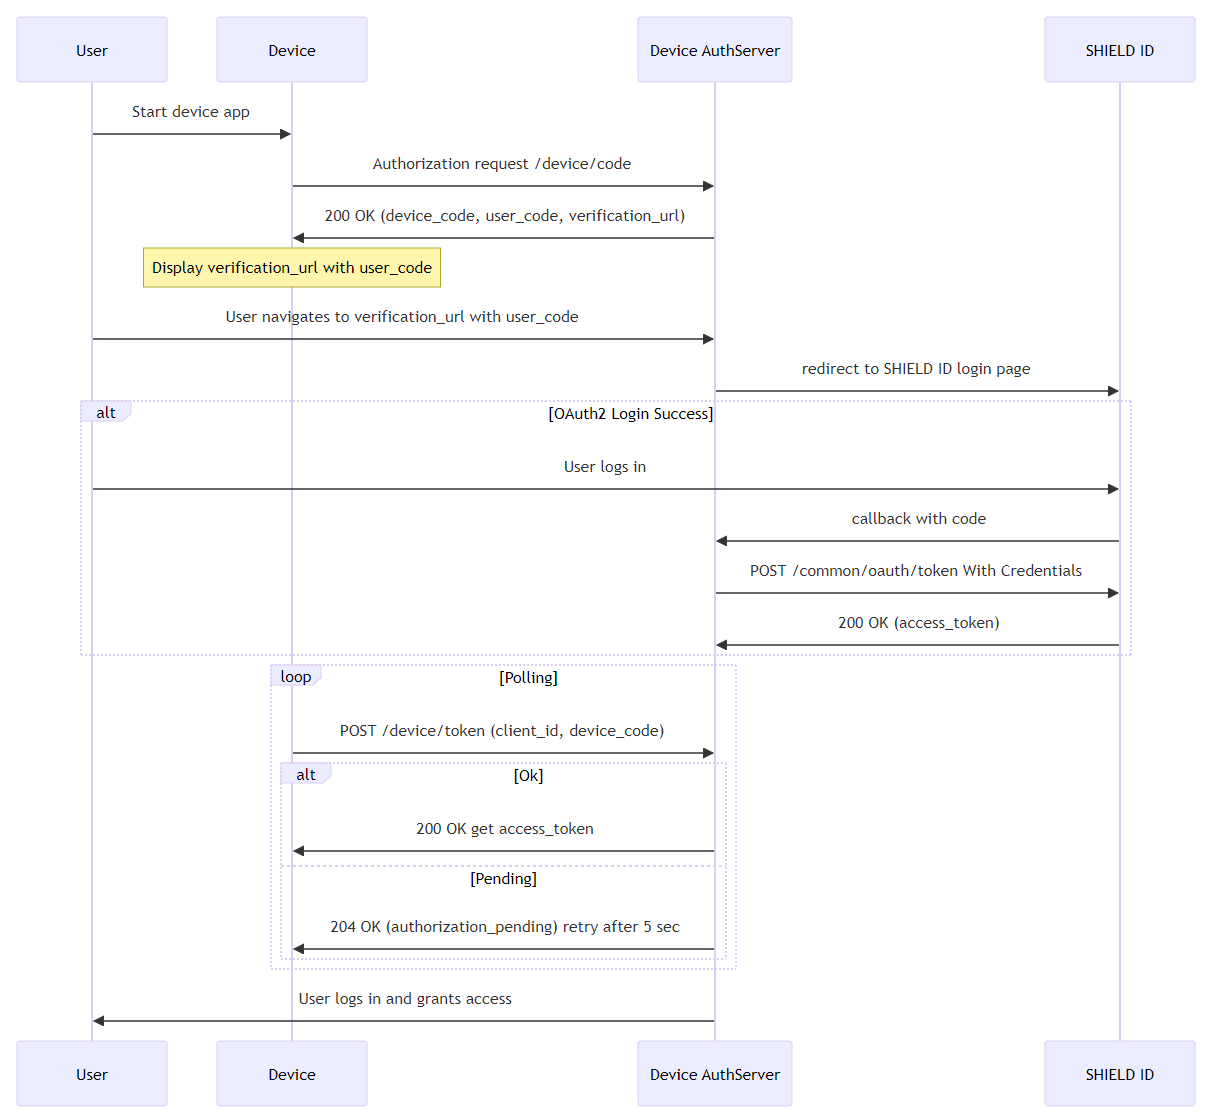 User
Device
Device AuthServer
SHIELD ID
Start device app
Authorization request /device/code
200 OK (device_code, user_code, verification_url)
Display verification_url with user_code
User navigates to verification_url with user_code
redirect to SHIELD ID login page
alt
[OAuth2 Login Success]
User logs in
callback with code
POST /common/oauth/token With Credentials
200 OK (access_token)
loop
[Polling]
POST /device/token (client_id, device_code)
alt
[Ok]
200 OK get access_token
[Pending]
204 OK (authorization_pending) retry after 5 sec
User logs in and grants access
User
Device
Device AuthServer
SHIELD ID